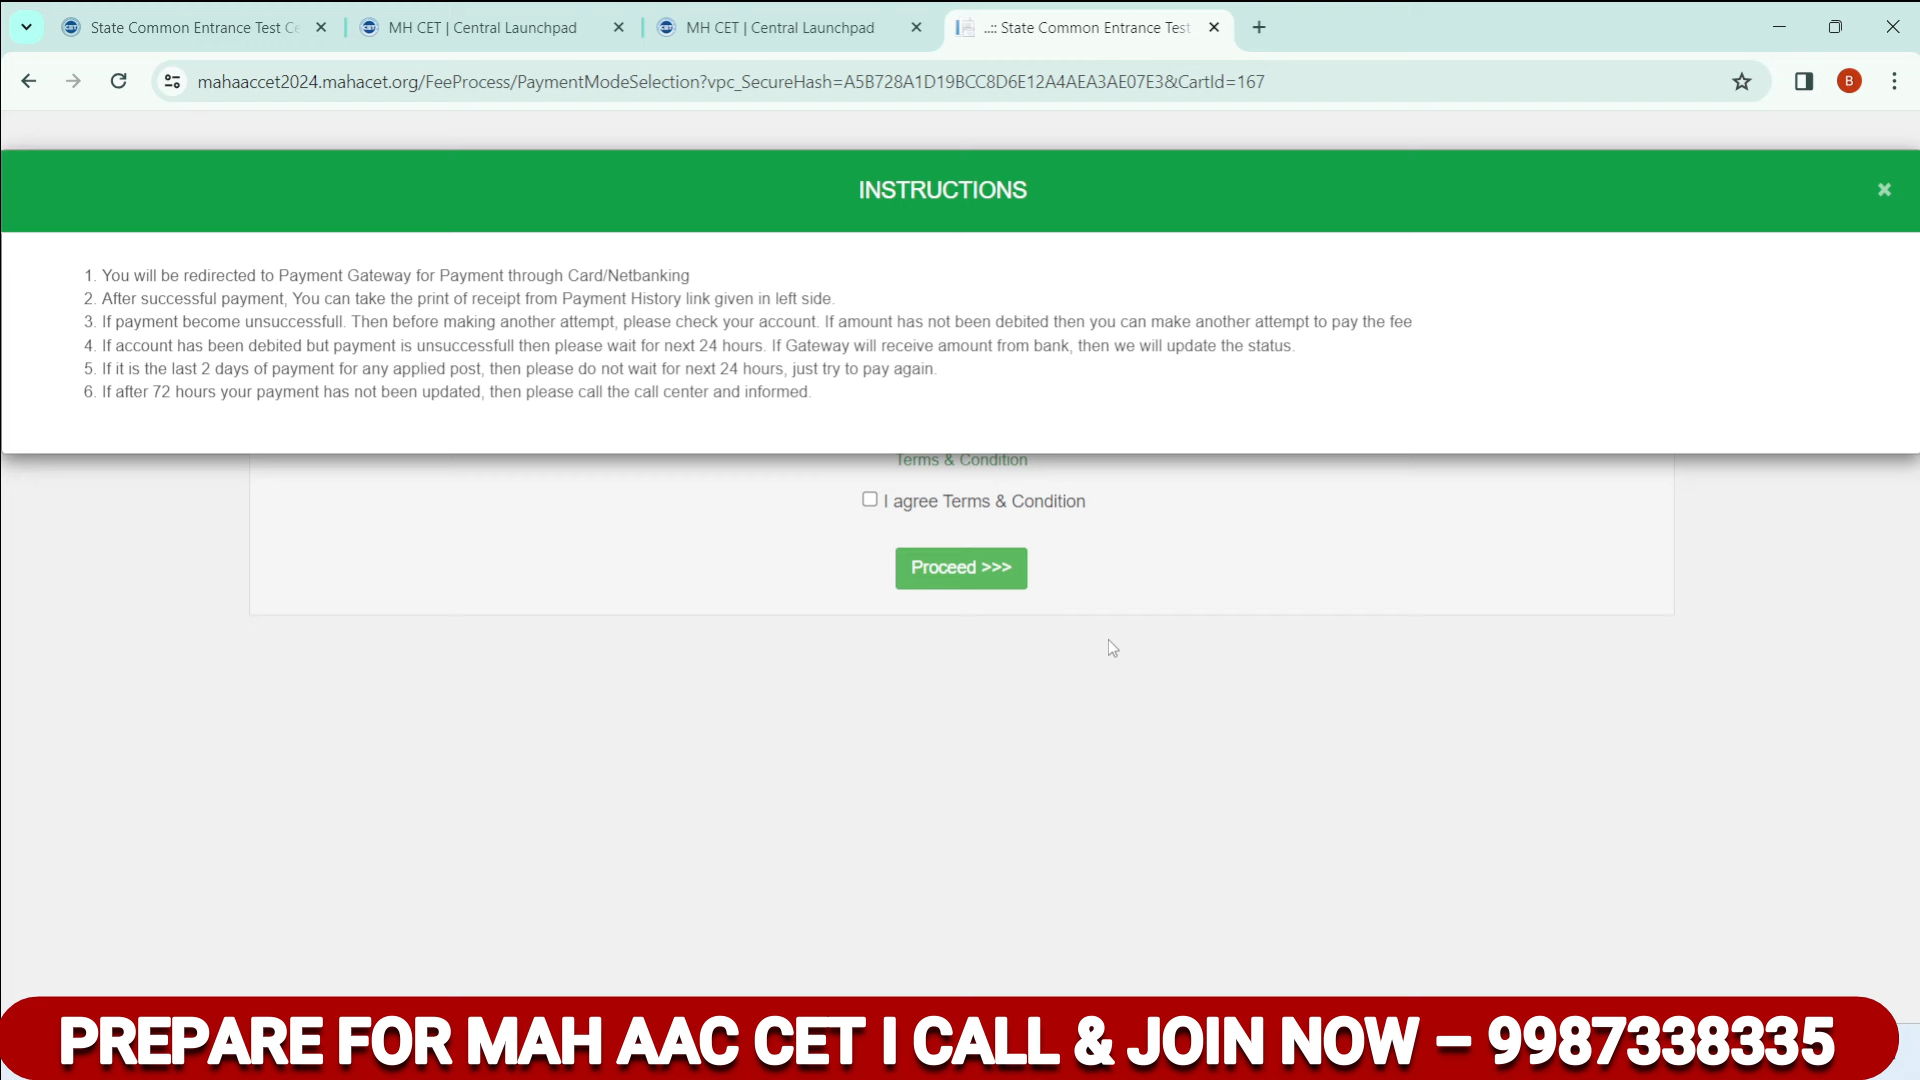 State Common Entrance Test Ce
MH CET | Central Launchpad
MH CET | Central Launchpad
..:: State Common Entrance Test
mahaaccet2024.mahacet.org/FeeProcess/PaymentModeSelection?vpc_SecureHash=A5B728A1D19BCC8D6E12A4AEA3AE07E3&CartId=167
B
INSTRUCTIONS
1. You will be redirected to Payment Gateway for Payment through Card/Netbanking
2. After successful payment, You can take the print of receipt from Payment History link given in left side.
3. If payment become unsuccessfull. Then before making another attempt, please check your account. If amount has not been debited then you can make another attempt to pay the fee
4. If account has been debited but payment is unsuccessfull then please wait for next 24 hours. If Gateway will receive amount from bank, then we will update the status.
5. If it is the last 2 days of payment for any applied post, then please do not wait for next 24 hours, just try to pay again.
6. If after 72 hours your payment has not been updated, then please call the call center and informed.
Terms & Condition
I agree Terms & Condition
Proceed >>>
PREPARE FOR MAH AAC CET I CALL & JOIN NOW – 9987338335